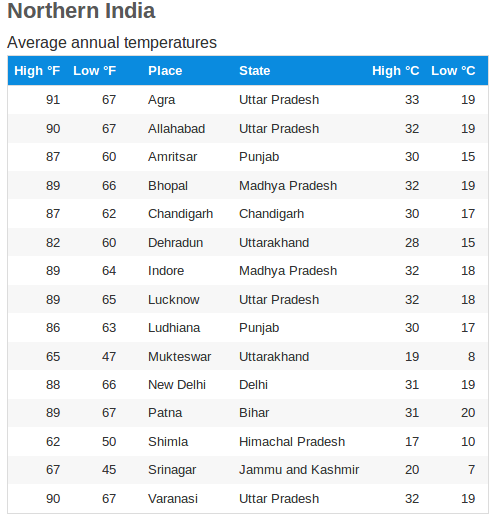 Northern India
Average annual temperatures
High °F Low °F Place State High °C Low °C
91 67 Agra Uttar Pradesh 33 19
90 67 Allahabad Uttar Pradesh 32 19
87 60 Amritsar Punjab 30 15
89 66 Bhopal Madhya Pradesh 32 19
87 62 Chandigarh Chandigarh 30 17
82 60 Dehradun Uttarakhand 28 15
89 64 Indore Madhya Pradesh 32 18
89 65 Lucknow Uttar Pradesh 32 18
86 63 Ludhiana Punjab 30 17
65 47 Mukteswar Uttarakhand 19 8
88 66 New Delhi Delhi 31 19
89 67 Patna Bihar 31 20
62 50 Shimla Himachal Pradesh 17 10
67 45 Srinagar Jammu and Kashmir 20 7
90 67 Varanasi Uttar Pradesh 32 19